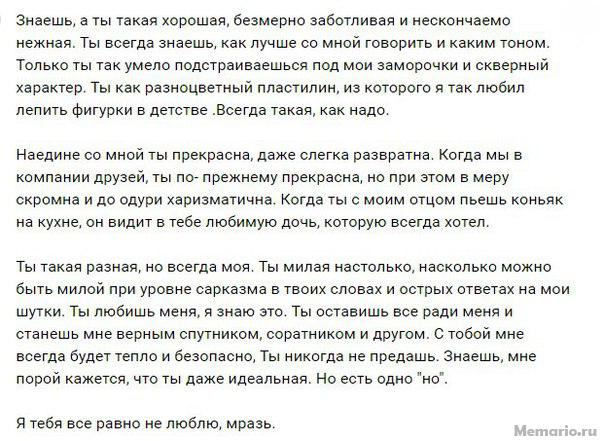 Знаешь, а ты такая хорошая, безмерно заботливая и нескончаемо
нежная. Ты всегда знаешь, как лучше со мной говорить и каким тоном.
Только ты так умело подстраиваешься под мои заморочки и скверный
характер. Ты как разноцветный пластилин, из которого я так любил
лепить фигурки в детстве .Всегда такая, как надо.
Наедине со мной ты прекрасна, даже слегка развратна. Когда мы в
компании друзей, ты по- прежнему прекрасна, но при этом в меру
скромна и до одури харизматична. Когда ты с моим отцом пьешь коньяк
на кухне, он видит в тебе любимую дочь, которую всегда хотел.
Ты такая разная, но всегда моя. Ты милая настолько, насколько можно
быть милой при уровне сарказма в твоих словах и острых ответах на мои
шутки. Ты любишь меня, я знаю это. Ты оставишь все ради меня и
станешь мне верным спутником, соратником и другом. С тобой мне
всегда будет тепло и безопасно, Ты никогда не предашь. Знаешь, мне
порой кажется, что ты даже идеальная. Но есть одно "но".
Я тебя все равно не люблю, мразь.
Memario.ru